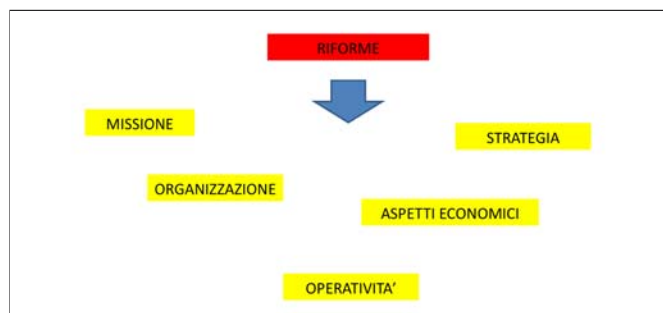 RIFORME
MISSIONE
STRATEGIA
ORGANIZZAZIONE
ASPETTI ECONOMICI
OPERATIVITA’